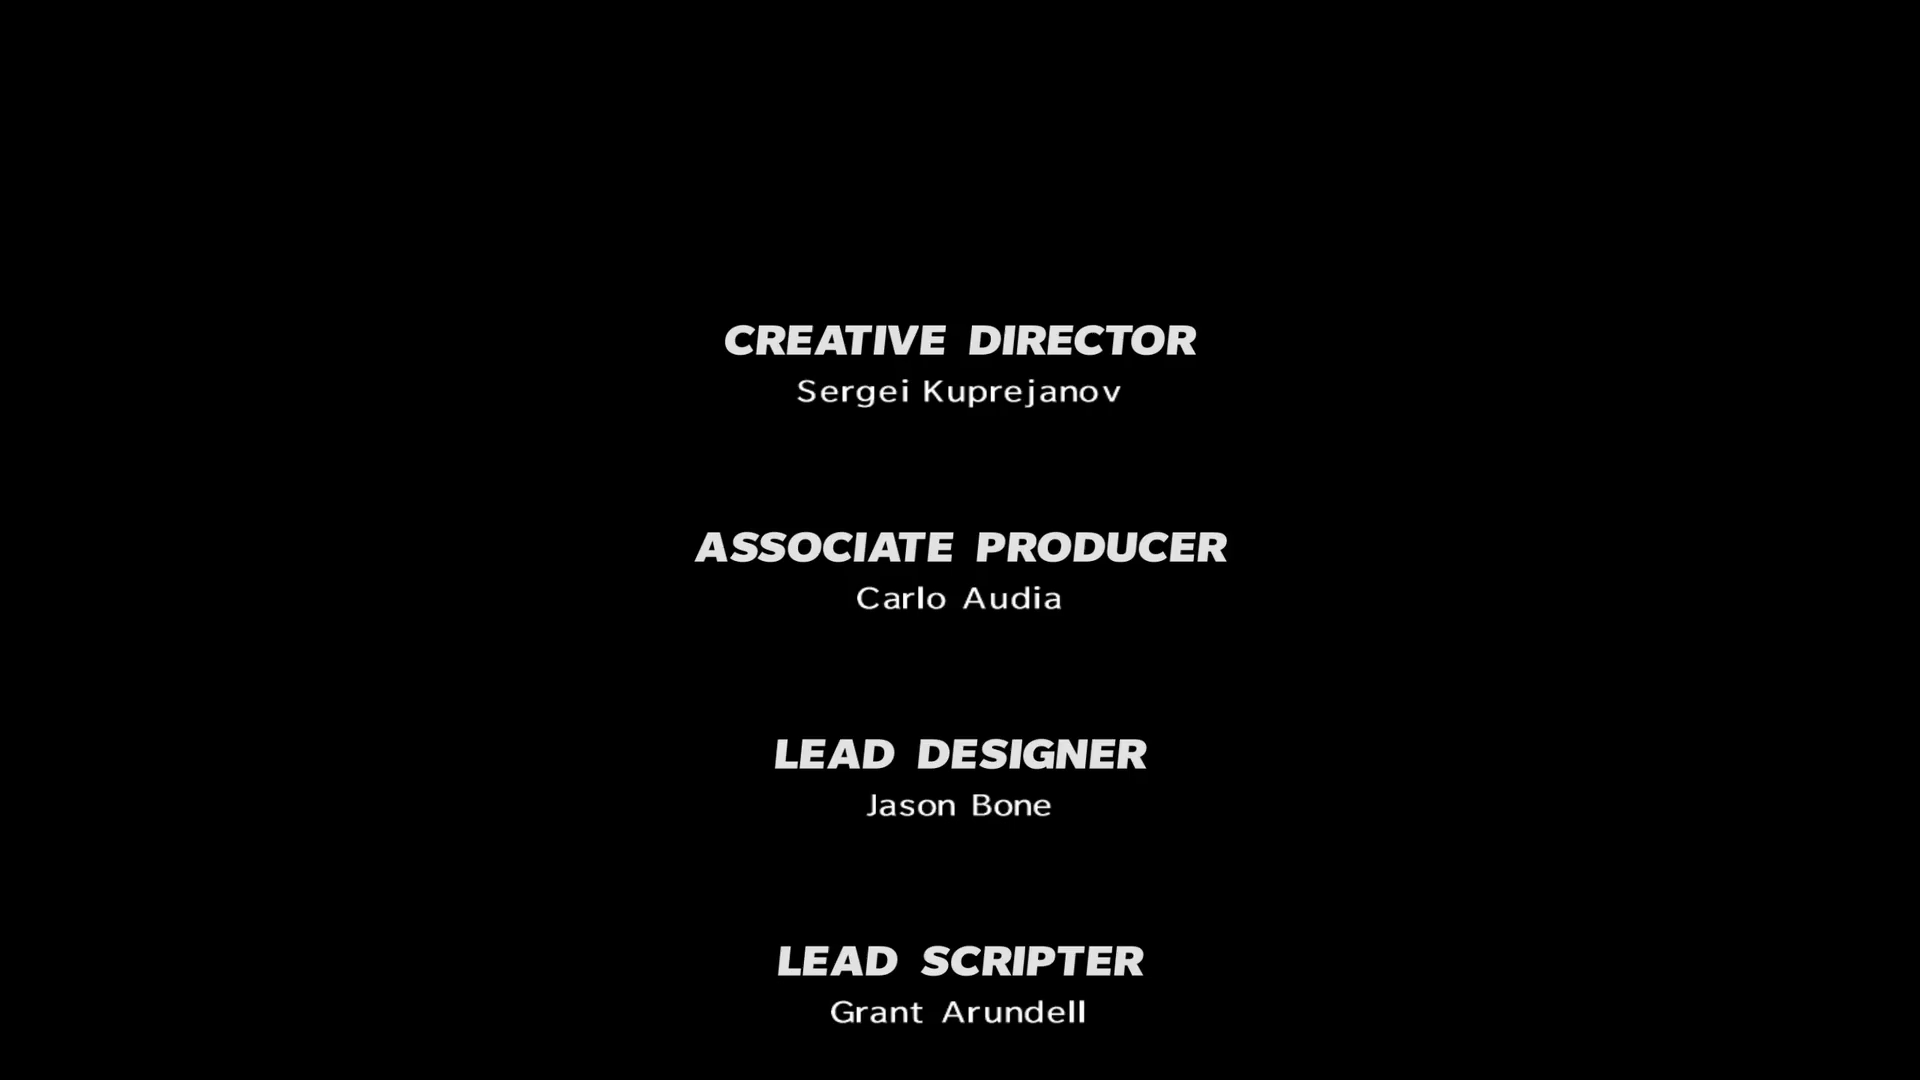 CREATIVE DIRECTOR
Sergei Kuprejanov
ASSOCIATE PRODUCER
Carlo Audia
LEAD DESIGNER
Jason Bone
LEAD SCRIPTER
Grant Arundell